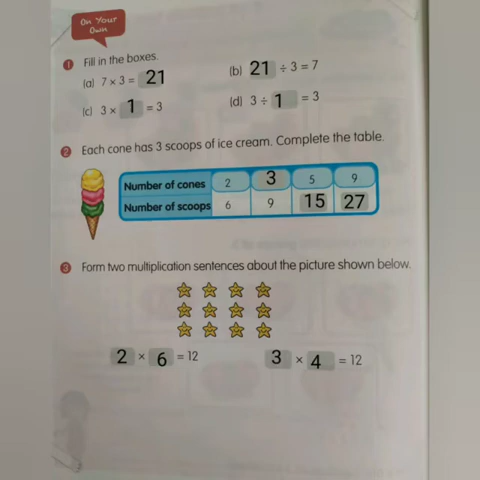 On Your
Own
1 Fill in the boxes.
(a) 7 × 3 = 21
(b) 21 ÷ 3 = 7
(c) 3 × 1 = 3
(d) 3 ÷ 1 = 3
2 Each cone has 3 scoops of ice cream. Complete the table.
Number of cones 2 3 5 9
Number of scoops 6 9 15 27
3 Form two multiplication sentences about the picture shown below.
2 × 6 = 12 3 × 4 = 12